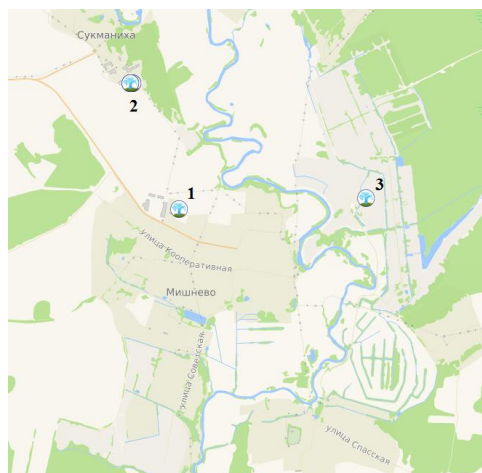 Сукманиха
2
1
3
улица Кооперативная
Мишнево
улица Советская
улица Спасская